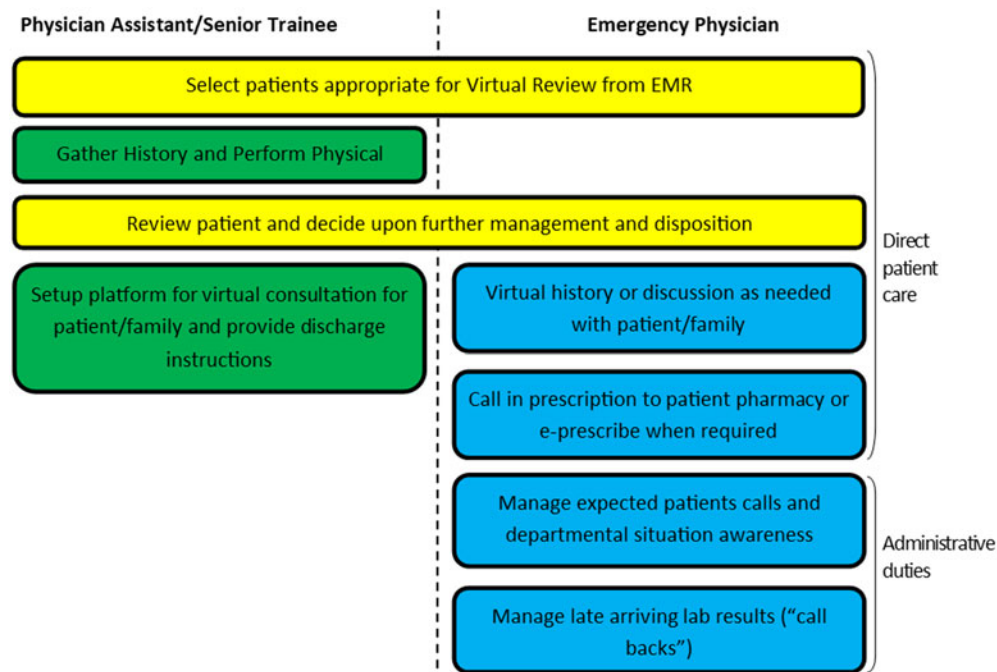 Physician Assistant/Senior Trainee
Emergency Physician
Select patients appropriate for Virtual Review from EMR
Gather History and Perform Physical
Review patient and decide upon further management and disposition
Setup platform for virtual consultation for
patient/family and provide discharge
instructions
Virtual history or discussion as needed
with patient/family
Call in prescription to patient pharmacy or
e-prescribe when required
Direct
patient
care
Manage expected patients calls and
departmental situation awareness
Manage late arriving lab results (“call
backs”)
Administrative
duties